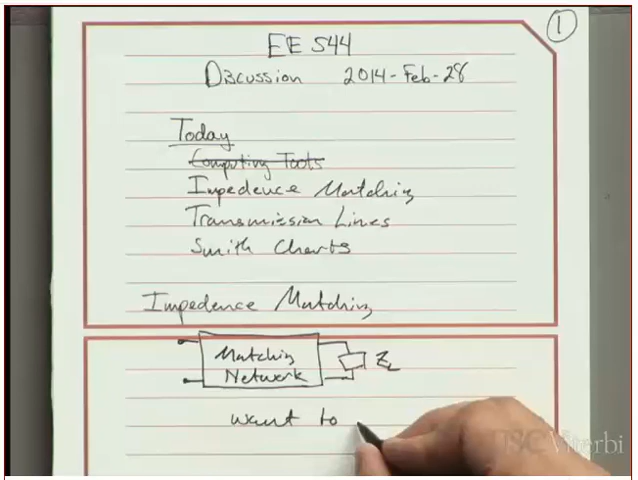 1
EE 544
Discussion 2014-Feb-28
Today
Computing Tools
Impedence Matching
Transmission Lines
Smith Charts
Impedence Matching
Matching
Network
ZL
want to
USC Viterbi